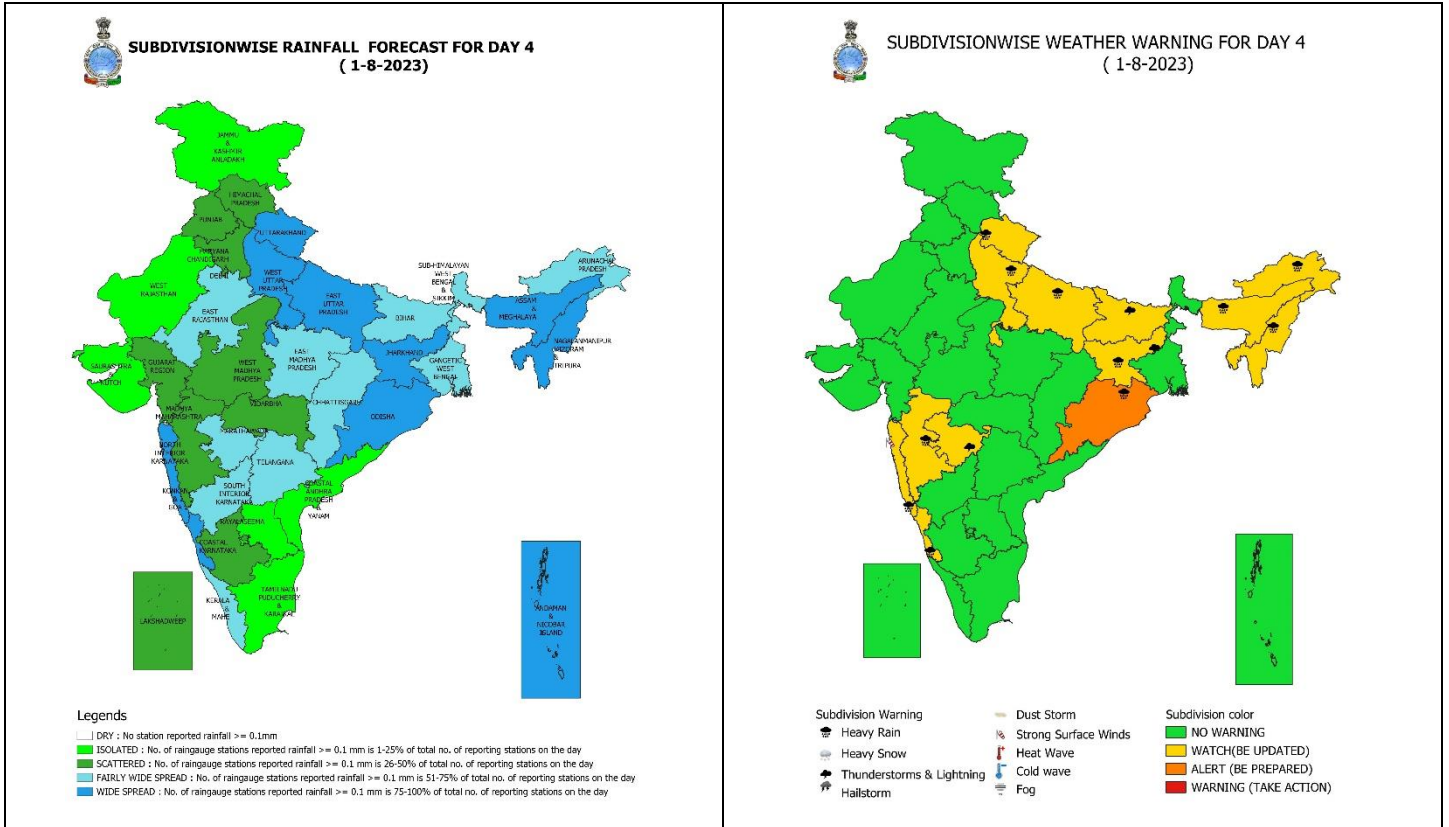 SUBDIVISIONWISE RAINFALL FORECAST FOR DAY 4
( 1-8-2023)
JAMMU
&
KASHMIR
ANLADAKH
HIMACHAL
PRADESH
PUNJAB
UTTARAKHAND
HARYANA
CHANDIGARH
DELHI
WEST
UTTAR
PRADESH
WEST
RAJASTHAN
EAST
RAJASTHAN
EAST
UTTAR
PRADESH
SUB-HIMALAYAN
WEST
BENGAL
&
SIKKIM
ARUNACHAL
PRADESH
ASSAM
&
MEGHALAYA
BIHAR
NAGALANMANIPUR
MIZORAM
&
TRIPURA
SAURASTRA
&
KUTCH
GUJARAT
REGION
WEST
MADHYA
PRADESH
EAST
MADHYA
PRADESH
JHARKHAND
GANGETIC
WEST
BENGAL
CHHATTISGARH
ODISHA
MADHYA
MAHARASHTRA
VIDARBHA
MARATHAWADA
NORTH
INTERIOR
KARNATAKA
TELANGANA
KONKAN
&
GOA
SOUTH
INTERIOR
KARNATAKA
COASTAL
ANDHRA
PRADESH
&
YANAM
RAYALASEEMA
COASTAL
KARNATAKA
TAMILNADU
PUDUCHERRY
&
KARAIKAL
KERALA
&
MAHE
LAKSHADWEEP
ANDAMAN
&
NICOBAR
ISLAND
Legends
DRY : No station reported rainfall >= 0.1mm
ISOLATED : No. of raingauge stations reported rainfall >= 0.1 mm is 1-25% of total no. of reporting stations on the day
SCATTERED : No. of raingauge stations reported rainfall >= 0.1 mm is 26-50% of total no. of reporting stations on the day
FAIRLY WIDE SPREAD : No. of raingauge stations reported rainfall >= 0.1 mm is 51-75% of total no. of reporting stations on the day
WIDE SPREAD : No. of raingauge stations reported rainfall >= 0.1 mm is 75-100% of total no. of reporting stations on the day
SUBDIVISIONWISE WEATHER WARNING FOR DAY 4
( 1-8-2023)
Subdivision Warning
Heavy Rain
Heavy Snow
Thunderstorms & Lightning
Hailstorm
Dust Storm
Strong Surface Winds
Heat Wave
Cold wave
Fog
Subdivision color
NO WARNING
WATCH(BE UPDATED)
ALERT (BE PREPARED)
WARNING (TAKE ACTION)